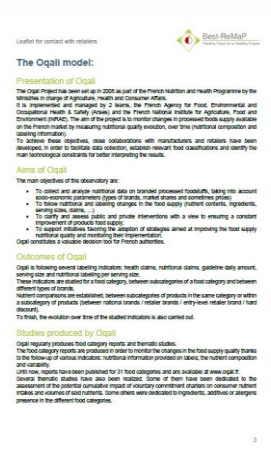 Leaflet for contact with retailers
Best-ReMaP
Healthy Food for a Healthy Future
The Oqali model:
Presentation of Oqali
The Oqali Project has been set up in 2008 as part of the French Nutrition and Health Programme by the
Ministries in charge of Agriculture, Health and Consumer Affairs.
It is implemented and managed by 2 teams, the French Agency for Food, Environmental and
Occupational Health & Safety (Anses) and the French National Institute for Agriculture, Food and
Environment (INRAE). The aim of the project is to monitor changes in processed foods supply available
on the French market by measuring nutritional quality evolution, over time (nutritional composition and
labelling information).
To achieve these objectives, close collaborations with manufacturers and retailers have been
developed, in order to facilitate data collection, establish relevant food classifications and identify the
main technological constraints for better interpreting the results.
Aims of Oqali
The main objectives of this observatory are:
• To collect and analyze nutritional data on branded processed foodstuffs, taking into account
socio-economic parameters (types of brands, market shares and sometimes prices);
• To follow nutritional and labelling changes in the food supply (nutrient contents, ingredients,
serving sizes, claims, ...)
• To clarify and assess public and private interventions with a view to ensuring a constant
improvement of products food supply;
• To support initiatives favoring the adoption of strategies aimed at improving the food supply
nutritional quality and monitoring their implementation.
Oqali constitutes a valuable decision tool for French authorities.
Outcomes of Oqali
Oqali is following several labelling indicators: health claims, nutritional claims, guideline daily amount,
serving size and nutritional labelling per serving size.
These indicators are studied for a food category, between subcategories of a food category and between
different types of brands.
Nutrient comparisons are established, between subcategories of products in the same category or within
a subcategory of products (between national brands / retailer brands / entry-level retailer brand / hard
discount).
To finish, the evolution over time of the studied indicators is also carried out.
Studies produced by Oqali
Oqali regularly produces food category reports and thematic studies.
The food category reports are produced in order to monitor the changes in the food supply quality thanks
to the follow-up of various indicators: nutritional information provided on labels, and nutrient composition
and variability.
Until now, reports have been published for 31 food categories and are available at www.oqali.fr.
Several thematic studies have also been realized. Some of them have been dedicated to the
assessment of the potential cumulative impact of voluntary commitment charters on consumer nutrient
intakes and volumes of sold nutrients. Some others were dedicated to ingredients, additives or allergens
presence in the different food categories.
3